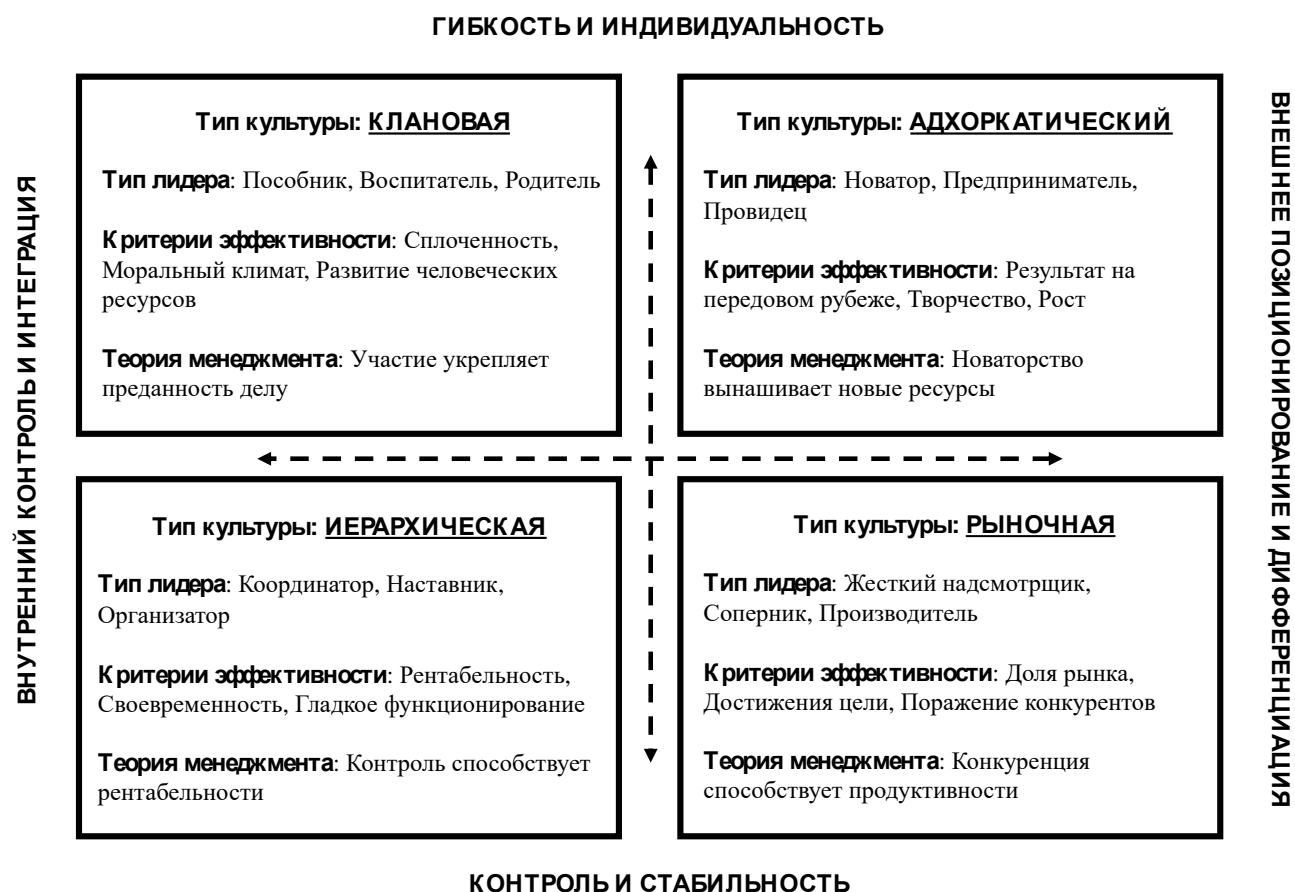 ГИБКОСТЬ И ИНДИВИДУАЛЬНОСТЬ
ВНУТРЕННИЙ КОНТРОЛЬ И ИНТЕГРАЦИЯ
Тип культуры: КЛАНОВАЯ
Тип лидера: Пособник, Воспитатель, Родитель
Критерии эффективности: Сплоченность,
Моральный климат, Развитие человеческих
ресурсов
Теория менеджмента: Участие укрепляет
преданность делу
Тип культуры: АДХОРКАТИЧЕСКИЙ
Тип лидера: Новатор, Предприниматель,
Провидец
Критерии эффективности: Результат на
передовом рубеже, Творчество, Рост
Теория менеджмента: Новаторство
вынашивает новые ресурсы
Тип культуры: ИЕРАРХИЧЕСКАЯ
Тип лидера: Координатор, Наставник,
Организатор
Критерии эффективности: Рентабельность,
Своевременность, Гладкое функционирование
Теория менеджмента: Контроль способствует
рентабельности
Тип культуры: РЫНОЧНАЯ
Тип лидера: Жесткий надсмотрщик,
Соперник, Производитель
Критерии эффективности: Доля рынка,
Достижения цели, Поражение конкурентов
Теория менеджмента: Конкуренция
способствует продуктивности
ВНЕШНЕЕ ПОЗИЦИОНИРОВАНИЕ И ДИФФЕРЕНЦИАЦИЯ
КОНТРОЛЬ И СТАБИЛЬНОСТЬ